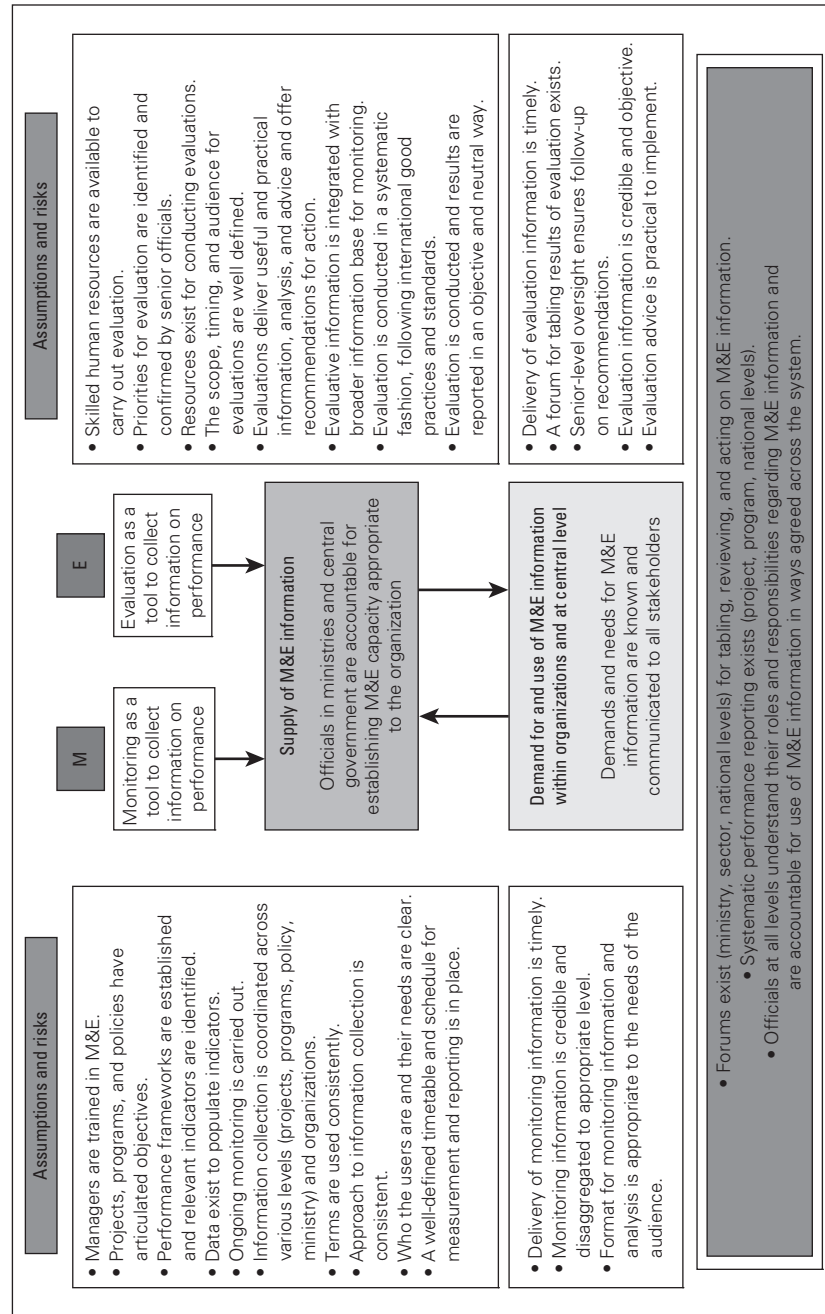 Assumptions and risks
• Managers are trained in M&E.
• Projects, programs, and policies have
articulated objectives.
• Performance frameworks are established
and relevant indicators are identified.
• Data exist to populate indicators.
• Ongoing monitoring is carried out.
• Information collection is coordinated across
various levels (projects, programs, policy,
ministry) and organizations.
• Terms are used consistently.
• Approach to information collection is
consistent.
• Who the users are and their needs are clear.
• A well-defined timetable and schedule for
measurement and reporting is in place.
• Delivery of monitoring information is timely.
• Monitoring information is credible and
disaggregated to appropriate level.
• Format for monitoring information and
analysis is appropriate to the needs of the
audience.
M
Monitoring as a
tool to collect
information on
performance
E
Evaluation as a
tool to collect
information on
performance
Supply of M&E information
Officials in ministries and central
government are accountable for
establishing M&E capacity appropriate
to the organization
Demand for and use of M&E information
within organizations and at central level
Demands and needs for M&E
information are known and
communicated to all stakeholders
Assumptions and risks
• Skilled human resources are available to
carry out evaluation.
• Priorities for evaluation are identified and
confirmed by senior officials.
• Resources exist for conducting evaluations.
• The scope, timing, and audience for
evaluations are well defined.
• Evaluations deliver useful and practical
information, analysis, and advice and offer
recommendations for action.
• Evaluative information is integrated with
broader information base for monitoring.
• Evaluation is conducted in a systematic
fashion, following international good
practices and standards.
• Evaluation is conducted and results are
reported in an objective and neutral way.
• Delivery of evaluation information is timely.
• A forum for tabling results of evaluation exists.
• Senior-level oversight ensures follow-up
on recommendations.
• Evaluation information is credible and objective.
• Evaluation advice is practical to implement.
• Forums exist (ministry, sector, national levels) for tabling, reviewing, and acting on M&E information.
• Systematic performance reporting exists (project, program, national levels).
• Officials at all levels understand their roles and responsibilities regarding M&E information and
are accountable for use of M&E information in ways agreed across the system.